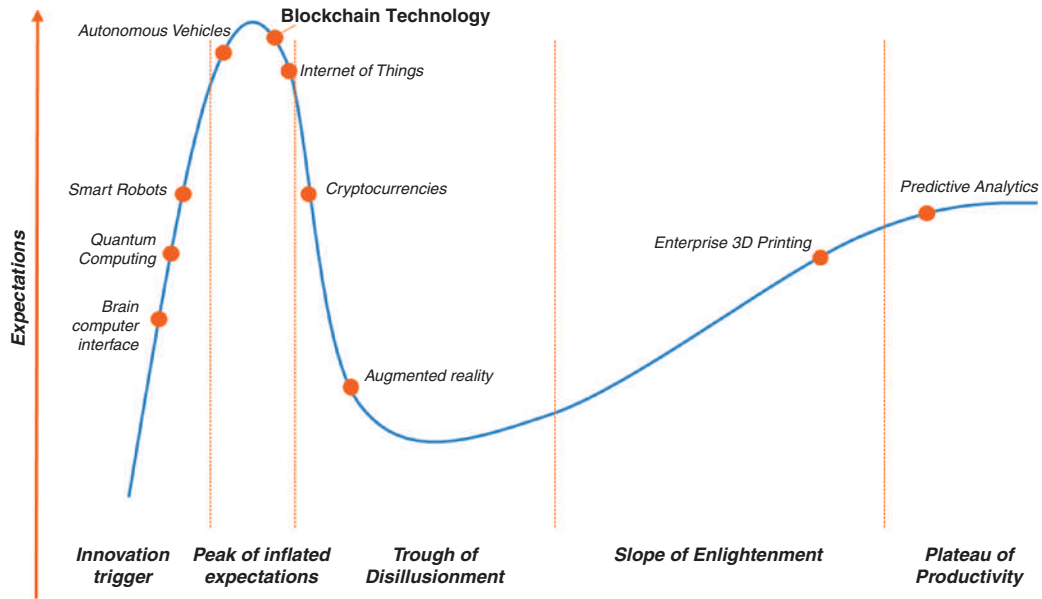 Blockchain Technology
Autonomous Vehicles
Internet of Things
Smart Robots
Cryptocurrencies
Predictive Analytics
Quantum
Computing
Enterprise 3D Printing
Brain
computer
interface
Augmented reality
Expectations
Innovation
trigger
Peak of inflated
expectations
Trough of
Disillusionment
Slope of Enlightenment
Plateau of
Productivity